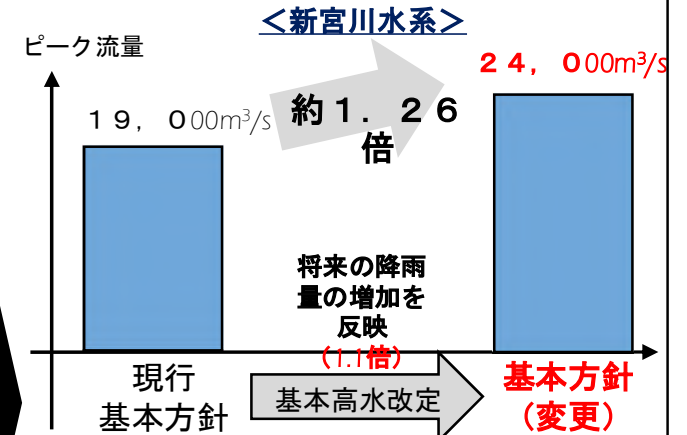 ＜新宮川水系＞
ピーク流量
２４，０00m³/s
１９，０00m³/s
約１．２６
倍
将来の降雨
量の増加を
反映
（1.1倍）
現行
基本方針
基本高水改定
基本方針
（変更）